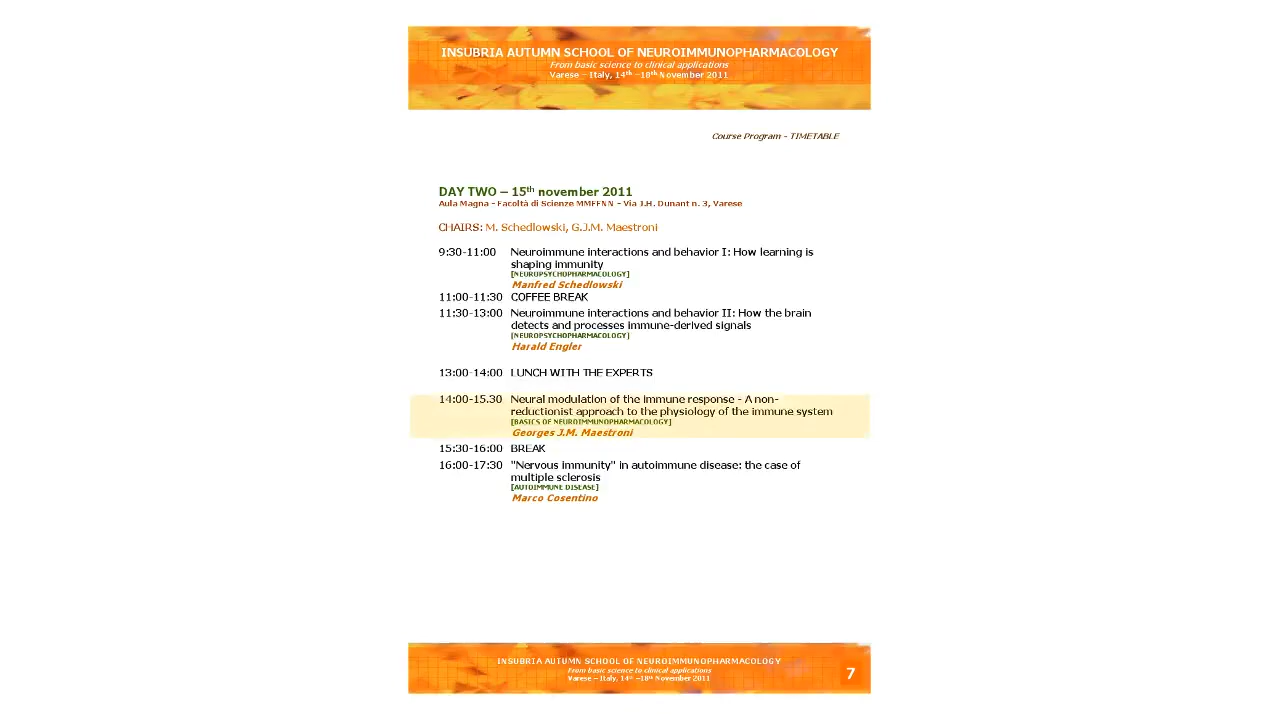 INSUBRIA AUTUMN SCHOOL OF NEUROIMMUNOPHARMACOLOGY
From basic science to clinical applications
Varese – Italy, 14th –18th November 2011
Course Program - TIMETABLE
DAY TWO – 15th november 2011
Aula Magna - Facoltà di Scienze MMFFNN – Via J.H. Dunant n. 3, Varese
CHAIRS: M. Schedlowski, G.J.M. Maestroni
9:30-11:00 Neuroimmune interactions and behavior I: How learning is
shaping immunity
[NEUROPSYCHOPHARMACOLOGY]
Manfred Schedlowski
11:00-11:30 COFFEE BREAK
11:30-13:00 Neuroimmune interactions and behavior II: How the brain
detects and processes immune-derived signals
[NEUROPSYCHOPHARMACOLOGY]
Harald Engler
13:00-14:00 LUNCH WITH THE EXPERTS
14:00-15.30 Neural modulation of the immune response - A non-
reductionist approach to the physiology of the immune system
[BASICS OF NEUROIMMUNOPHARMACOLOGY]
Georges J.M. Maestroni
15:30-16:00 BREAK
16:00-17:30 "Nervous immunity" in autoimmune disease: the case of
multiple sclerosis
[AUTOIMMUNE DISEASE]
Marco Cosentino
INSUBRIA AUTUMN SCHOOL OF NEUROIMMUNOPHARMACOLOGY
From basic science to clinical applications
Varese – Italy, 14th –18th November 2011
7